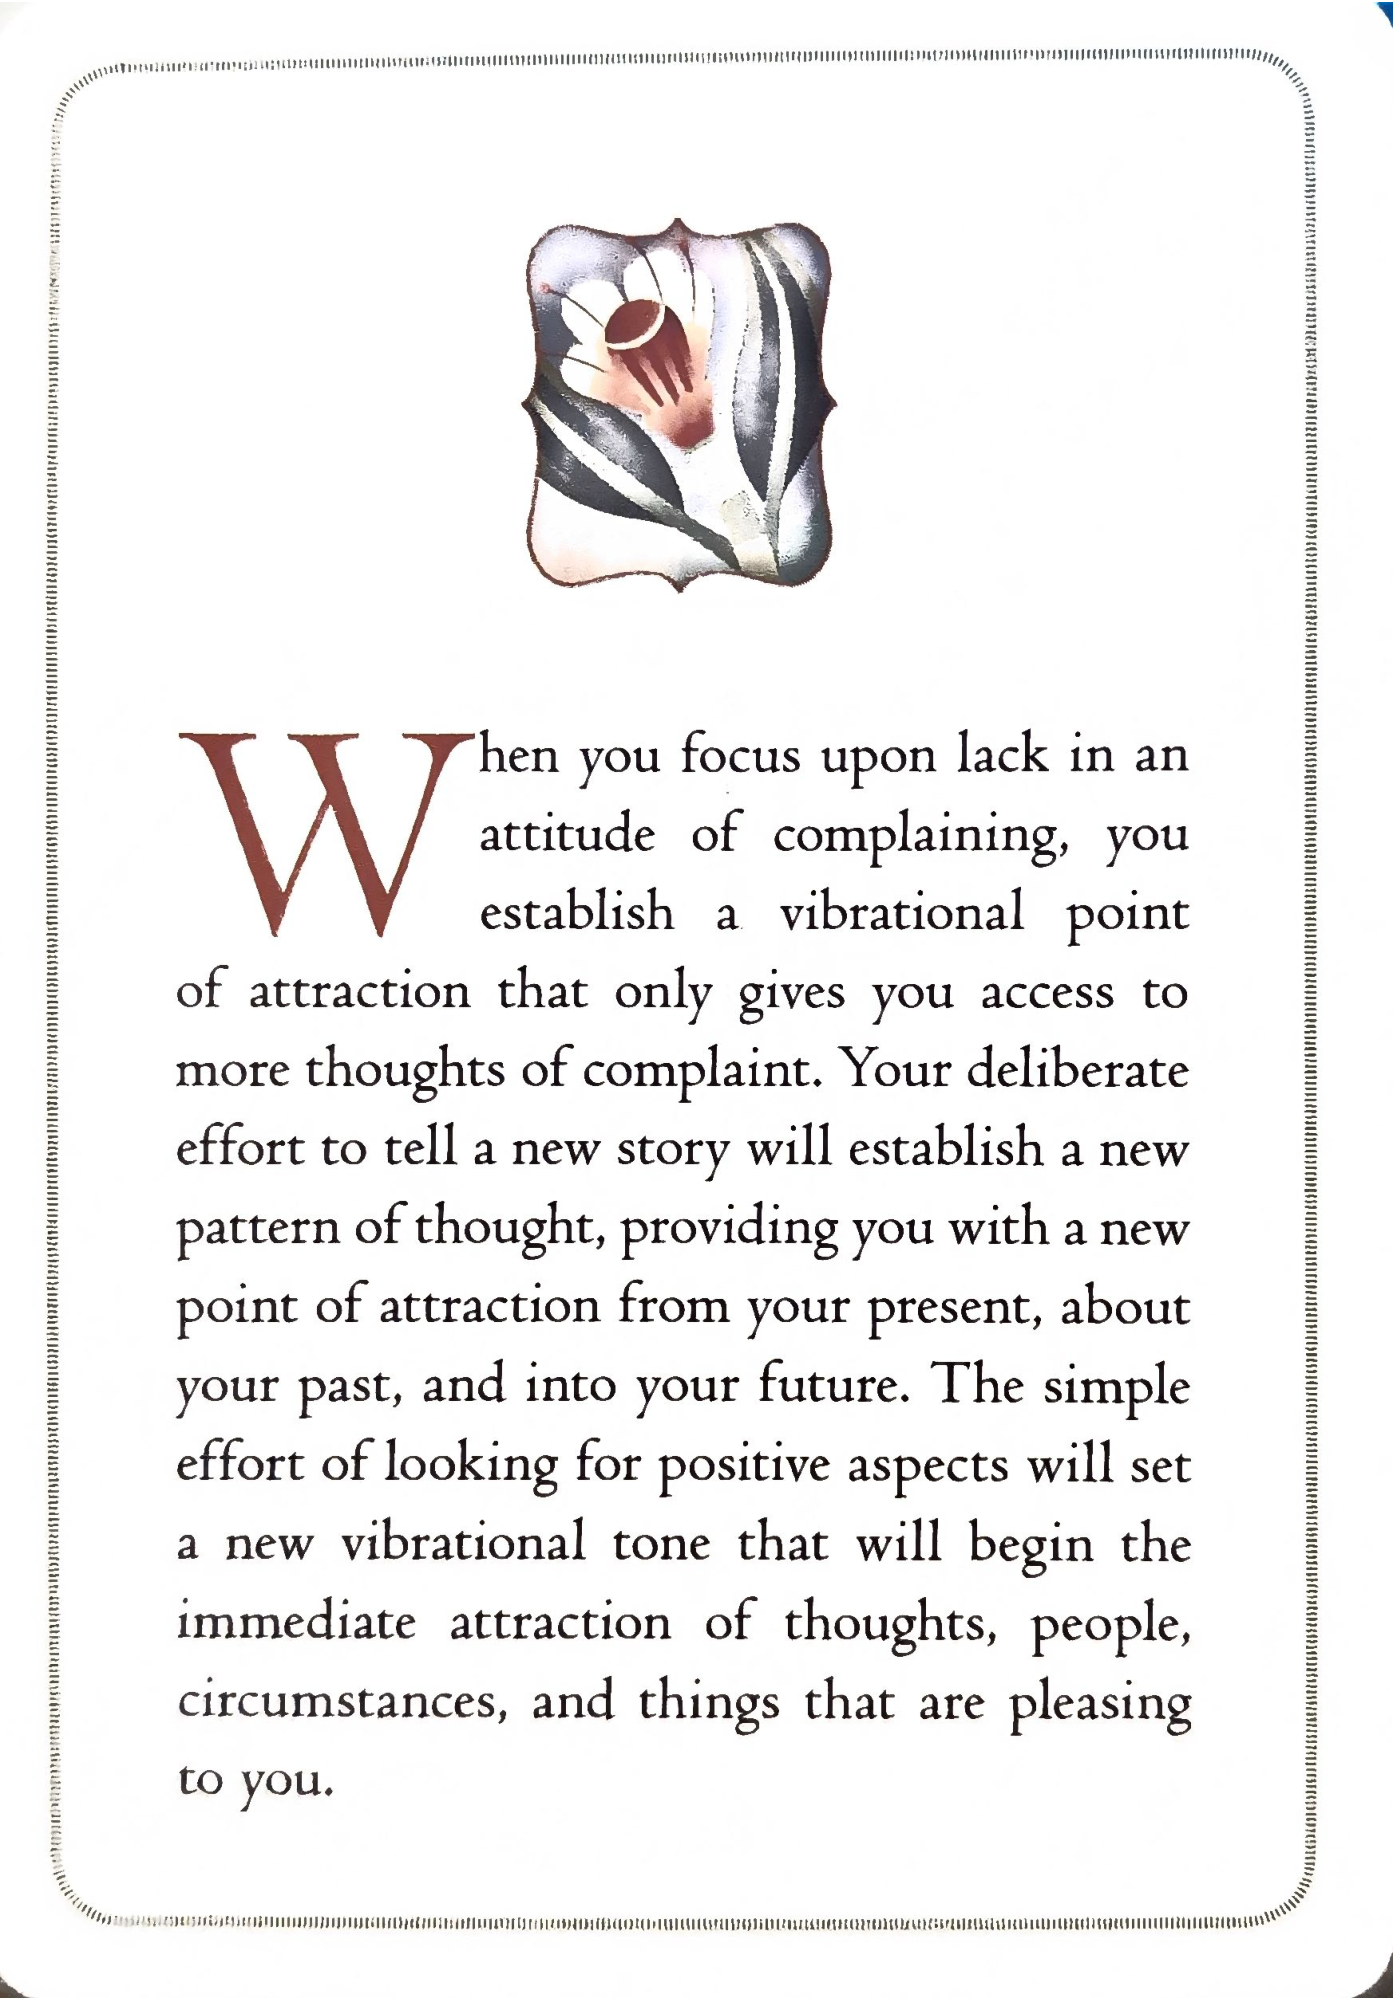 When you focus upon lack in an
attitude of complaining, you
establish a vibrational point
of attraction that only gives you access to
more thoughts of complaint. Your deliberate
effort to tell a new story will establish a new
pattern of thought, providing you with a new
point of attraction from your present, about
your past, and into your future. The simple
effort of looking for positive aspects will set
a new vibrational tone that will begin the
immediate attraction of thoughts, people,
circumstances, and things that are pleasing
to you.